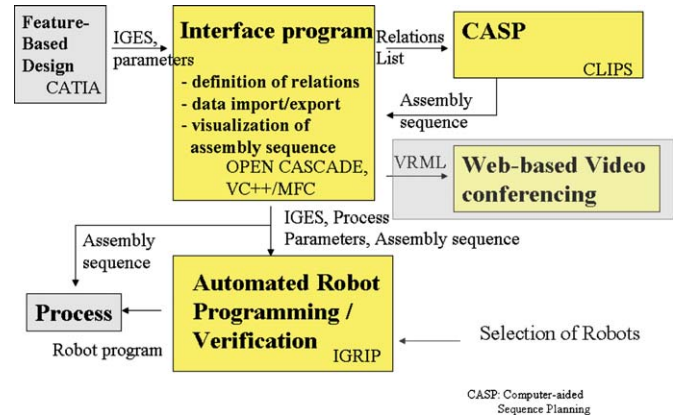 Feature-
Based
Design
CATIA
IGES,
parameters
Interface program
- definition of relations
- data import/export
- visualization of
assembly sequence
OPEN CASCADE,
VC++/MFC
Relations
List
CASP
CLIPS
Assembly
sequence
VRML
Web-based Video
conferencing
IGES, Process
Parameters, Assembly sequence
Assembly
sequence
Automated Robot
Programming /
Verification
IGRIP
Process
Robot program
Selection of Robots
CASP: Computer-aided
Sequence Planning